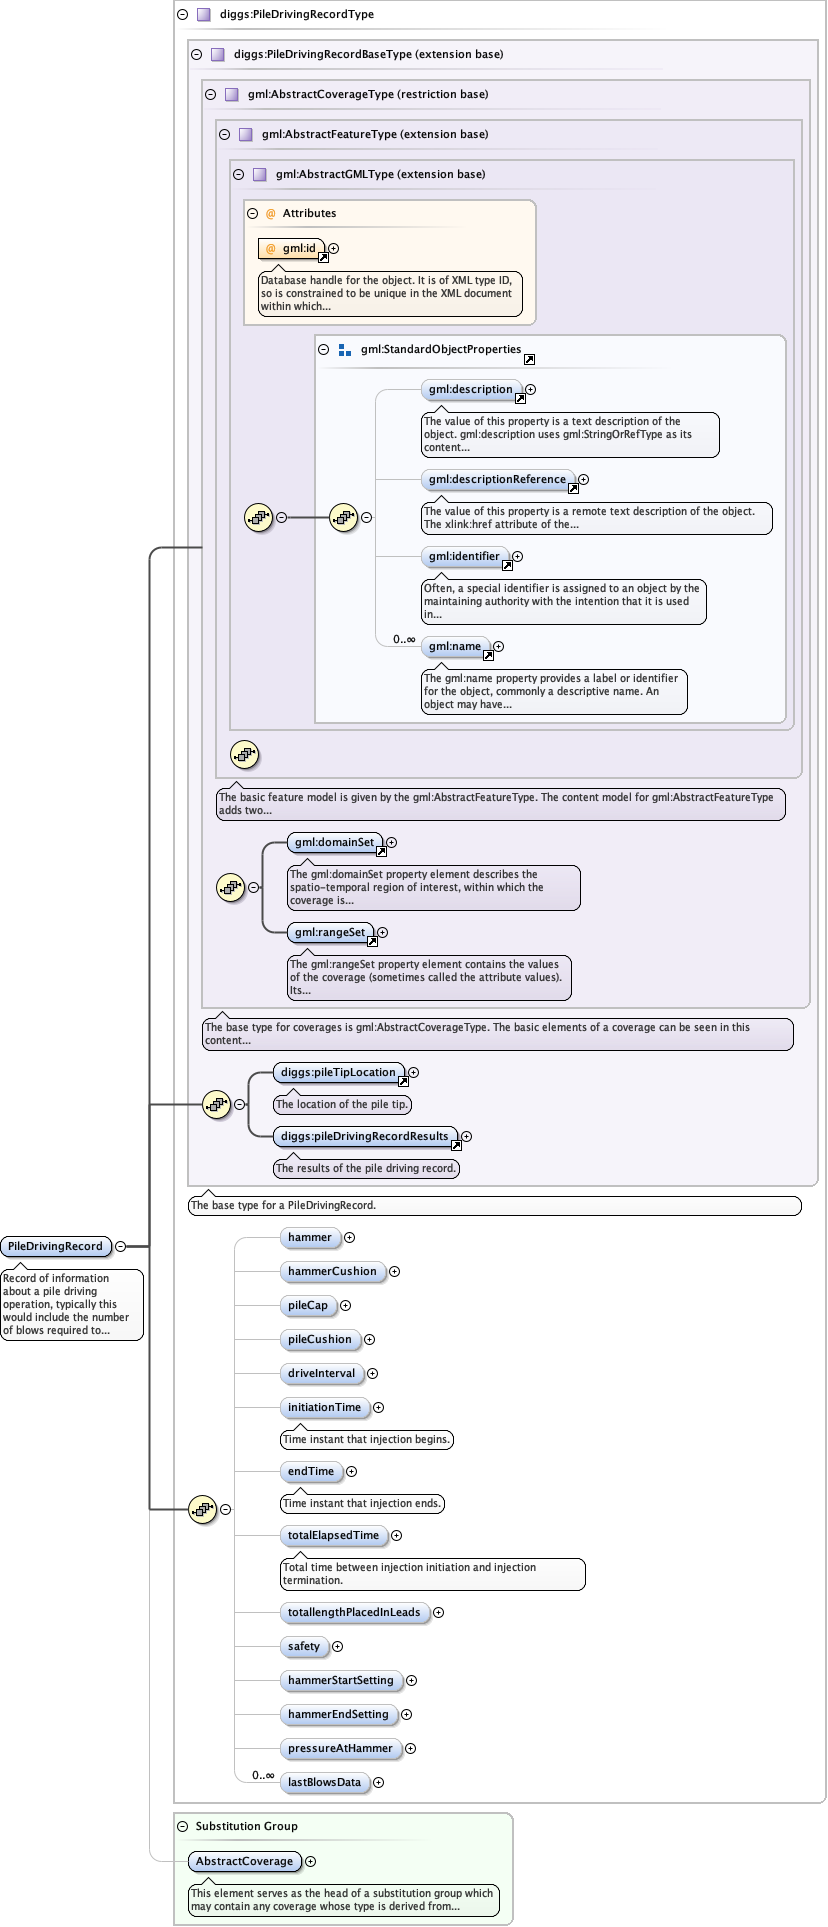 diggs:PileDrivingRecordType
diggs:PileDrivingRecordBaseType (extension base)
gml:AbstractCoverageType (restriction base)
gml:AbstractFeatureType (extension base)
gml:AbstractGMLType (extension base)
@ Attributes
@ gml:id
Database handle for the object. It is of XML type ID,
so is constrained to be unique in the XML document
within which...
gml:StandardObjectProperties
gml:description
The value of this property is a text description of the
object. gml:description uses gml:StringOrRefType as its
content...
gml:descriptionReference
The value of this property is a remote text description of the object.
The xlink:href attribute of the...
gml:identifier
Often, a special identifier is assigned to an object by the
maintaining authority with the intention that it is used
in...
0..∞
gml:name
The gml:name property provides a label or identifier
for the object, commonly a descriptive name. An
object may have...
The basic feature model is given by the gml:AbstractFeatureType. The content model for gml:AbstractFeatureType
adds two...
gml:domainSet
The gml:domainSet property element describes the
spatio-temporal region of interest, within which the
coverage is...
gml:rangeSet
The gml:rangeSet property element contains the values
of the coverage (sometimes called the attribute values).
Its...
The base type for coverages is gml:AbstractCoverageType. The basic elements of a coverage can be seen in this
content...
diggs:pileTipLocation
The location of the pile tip.
diggs:pileDrivingRecordResults
The results of the pile driving record.
The base type for a PileDrivingRecord.
PileDrivingRecord
Record of information
about a pile driving
operation, typically this
would include the number
of blows required to...
hammer
hammerCushion
pileCap
pileCushion
driveInterval
initiationTime
Time instant that injection begins.
endTime
Time instant that injection ends.
totalElapsedTime
Total time between injection initiation and injection
termination.
totallengthPlacedInLeads
safety
hammerStartSetting
hammerEndSetting
pressureAtHammer
0..∞
lastBlowsData
Substitution Group
AbstractCoverage
This element serves as the head of a substitution group which
may contain any coverage whose type is derived from...